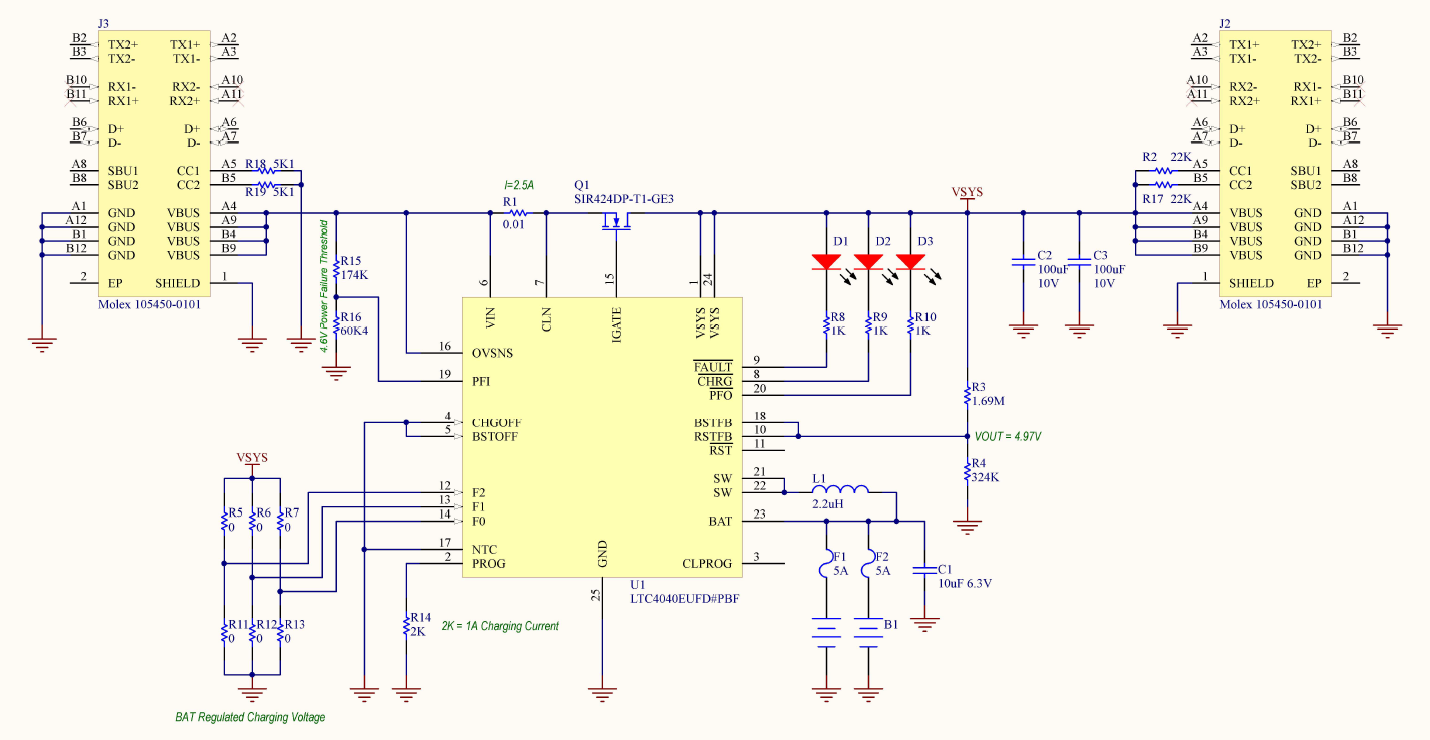 J3
B2 TX2+ TX1+ A2
B3 TX2- TX1- A3
B10 RX1- RX2- A10
B11 RX1+ RX2+ A11
B6 D+ D+ A6
B7 D- D- A7
A8 SBU1 CC1 A5
B8 SBU2 CC2 B5
A1 GND VBUS A4
A12 GND VBUS A9
B1 GND VBUS B4
B12 GND VBUS B9
2 EP SHIELD 1
Molex 105450-0101
R18 5K1
R19 5K1
4.6V Power Failure Threshold
R15
174K
R16
60K4
I=2.5A
R1
0.01
Q1
SIR424DP-T1-GE3
VSYS
J2
A2 TX1+ TX2+ B2
A3 TX1- TX2- B3
A10 RX2- RX1- B10
A11 RX2+ RX1+ B11
A6 D+ D+ B6
A7 D- D- B7
A5 CC1 SBU1 A8
B5 CC2 SBU2 B8
A4 VBUS GND A1
A9 VBUS GND A12
B4 VBUS GND B1
B9 VBUS GND B12
1 SHIELD EP 2
Molex 105450-0101
R2 22K
R17 22K
C2
100uF
10V
C3
100uF
10V
D1
D2
D3
R8
1K
R9
1K
R10
1K
6 VIN
7 CLN
15 IGATE
1 VSYS
24 VSYS
16 OVSNS
19 PFI
4 CHGOFF
5 BSTOFF
12 F2
13 F1
14 F0
17 NTC
2 PROG
FAULT 9
CHRG 8
PFO 20
BSTFB 18
RSTFB 10
RST 11
SW 21
SW 22
BAT 23
CLPROG 3
GND 25
U1
LTC4040EUFD#PBF
R3
1.69M
VOUT = 4.97V
R4
324K
L1
2.2uH
F1
5A
F2
5A
C1
10uF 6.3V
B1
VSYS
R5
0
R6
0
R7
0
R11
0
R12
0
R13
0
R14
2K
2K = 1A Charging Current
BAT Regulated Charging Voltage